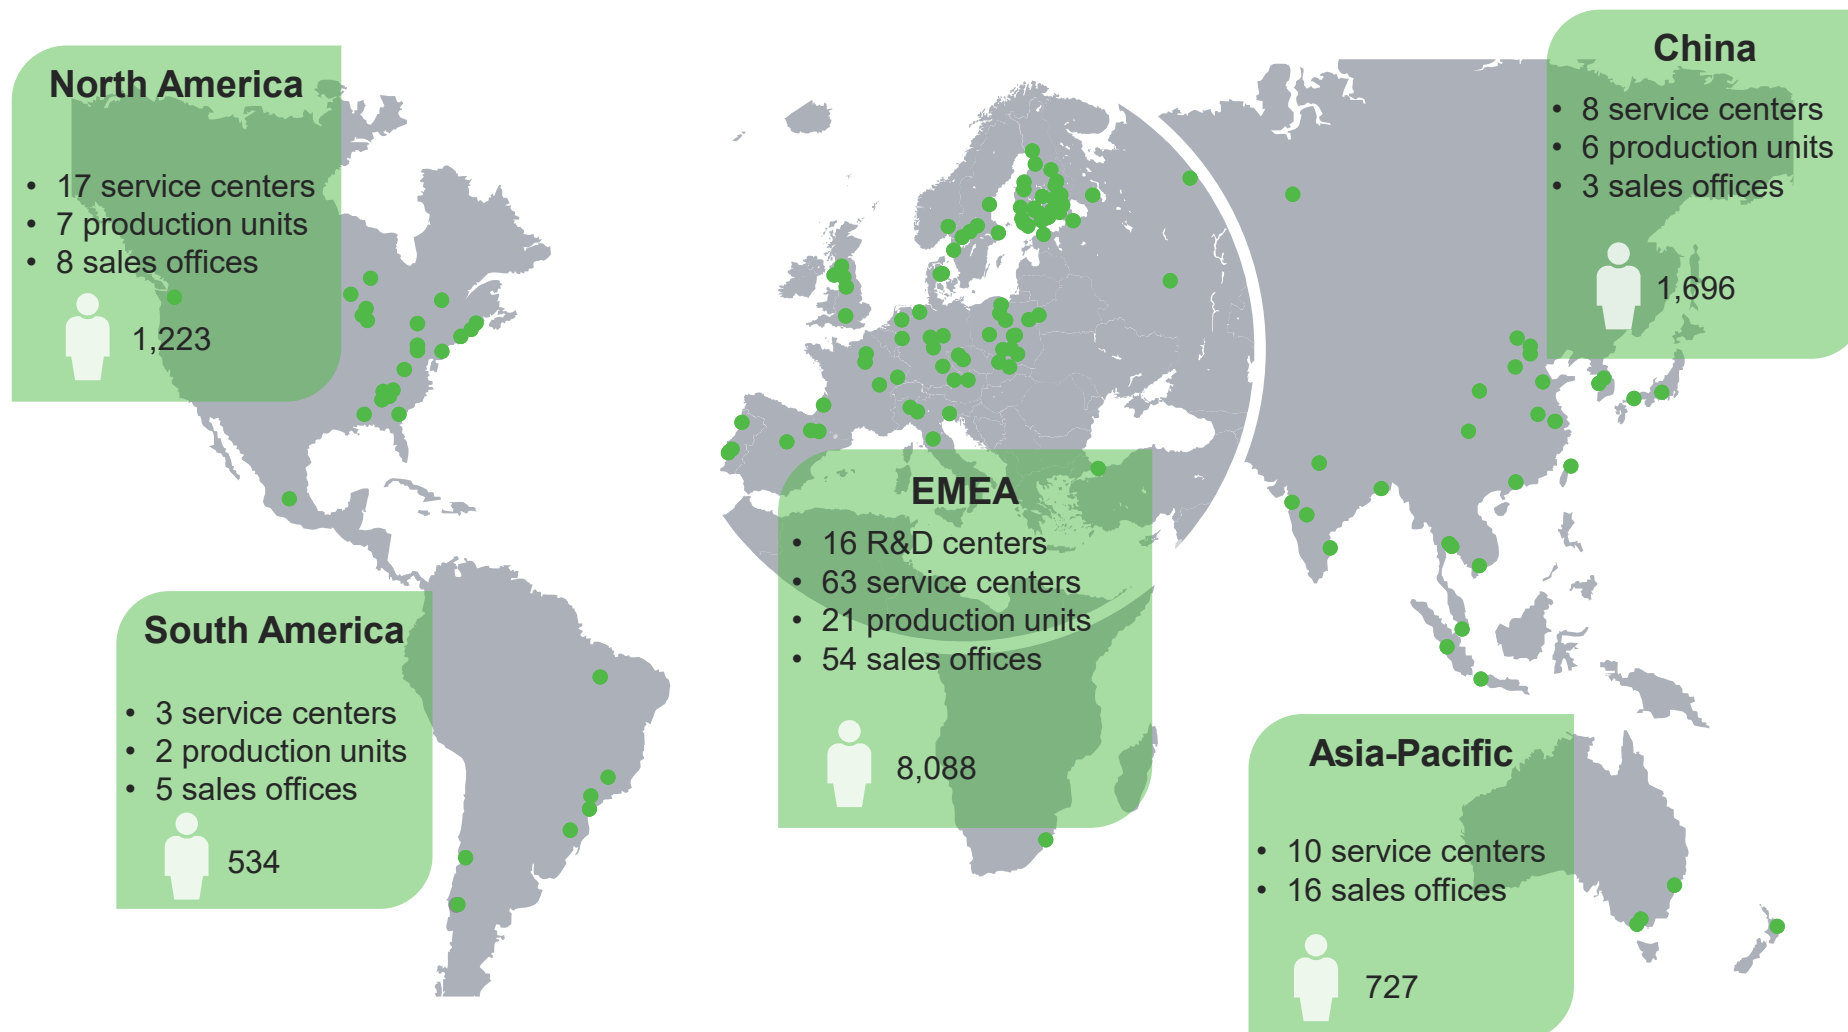 North America
• 17 service centers
• 7 production units
• 8 sales offices
1,223
South America
• 3 service centers
• 2 production units
• 5 sales offices
534
EMEA
• 16 R&D centers
• 63 service centers
• 21 production units
• 54 sales offices
8,088
China
• 8 service centers
• 6 production units
• 3 sales offices
1,696
Asia-Pacific
• 10 service centers
• 16 sales offices
727